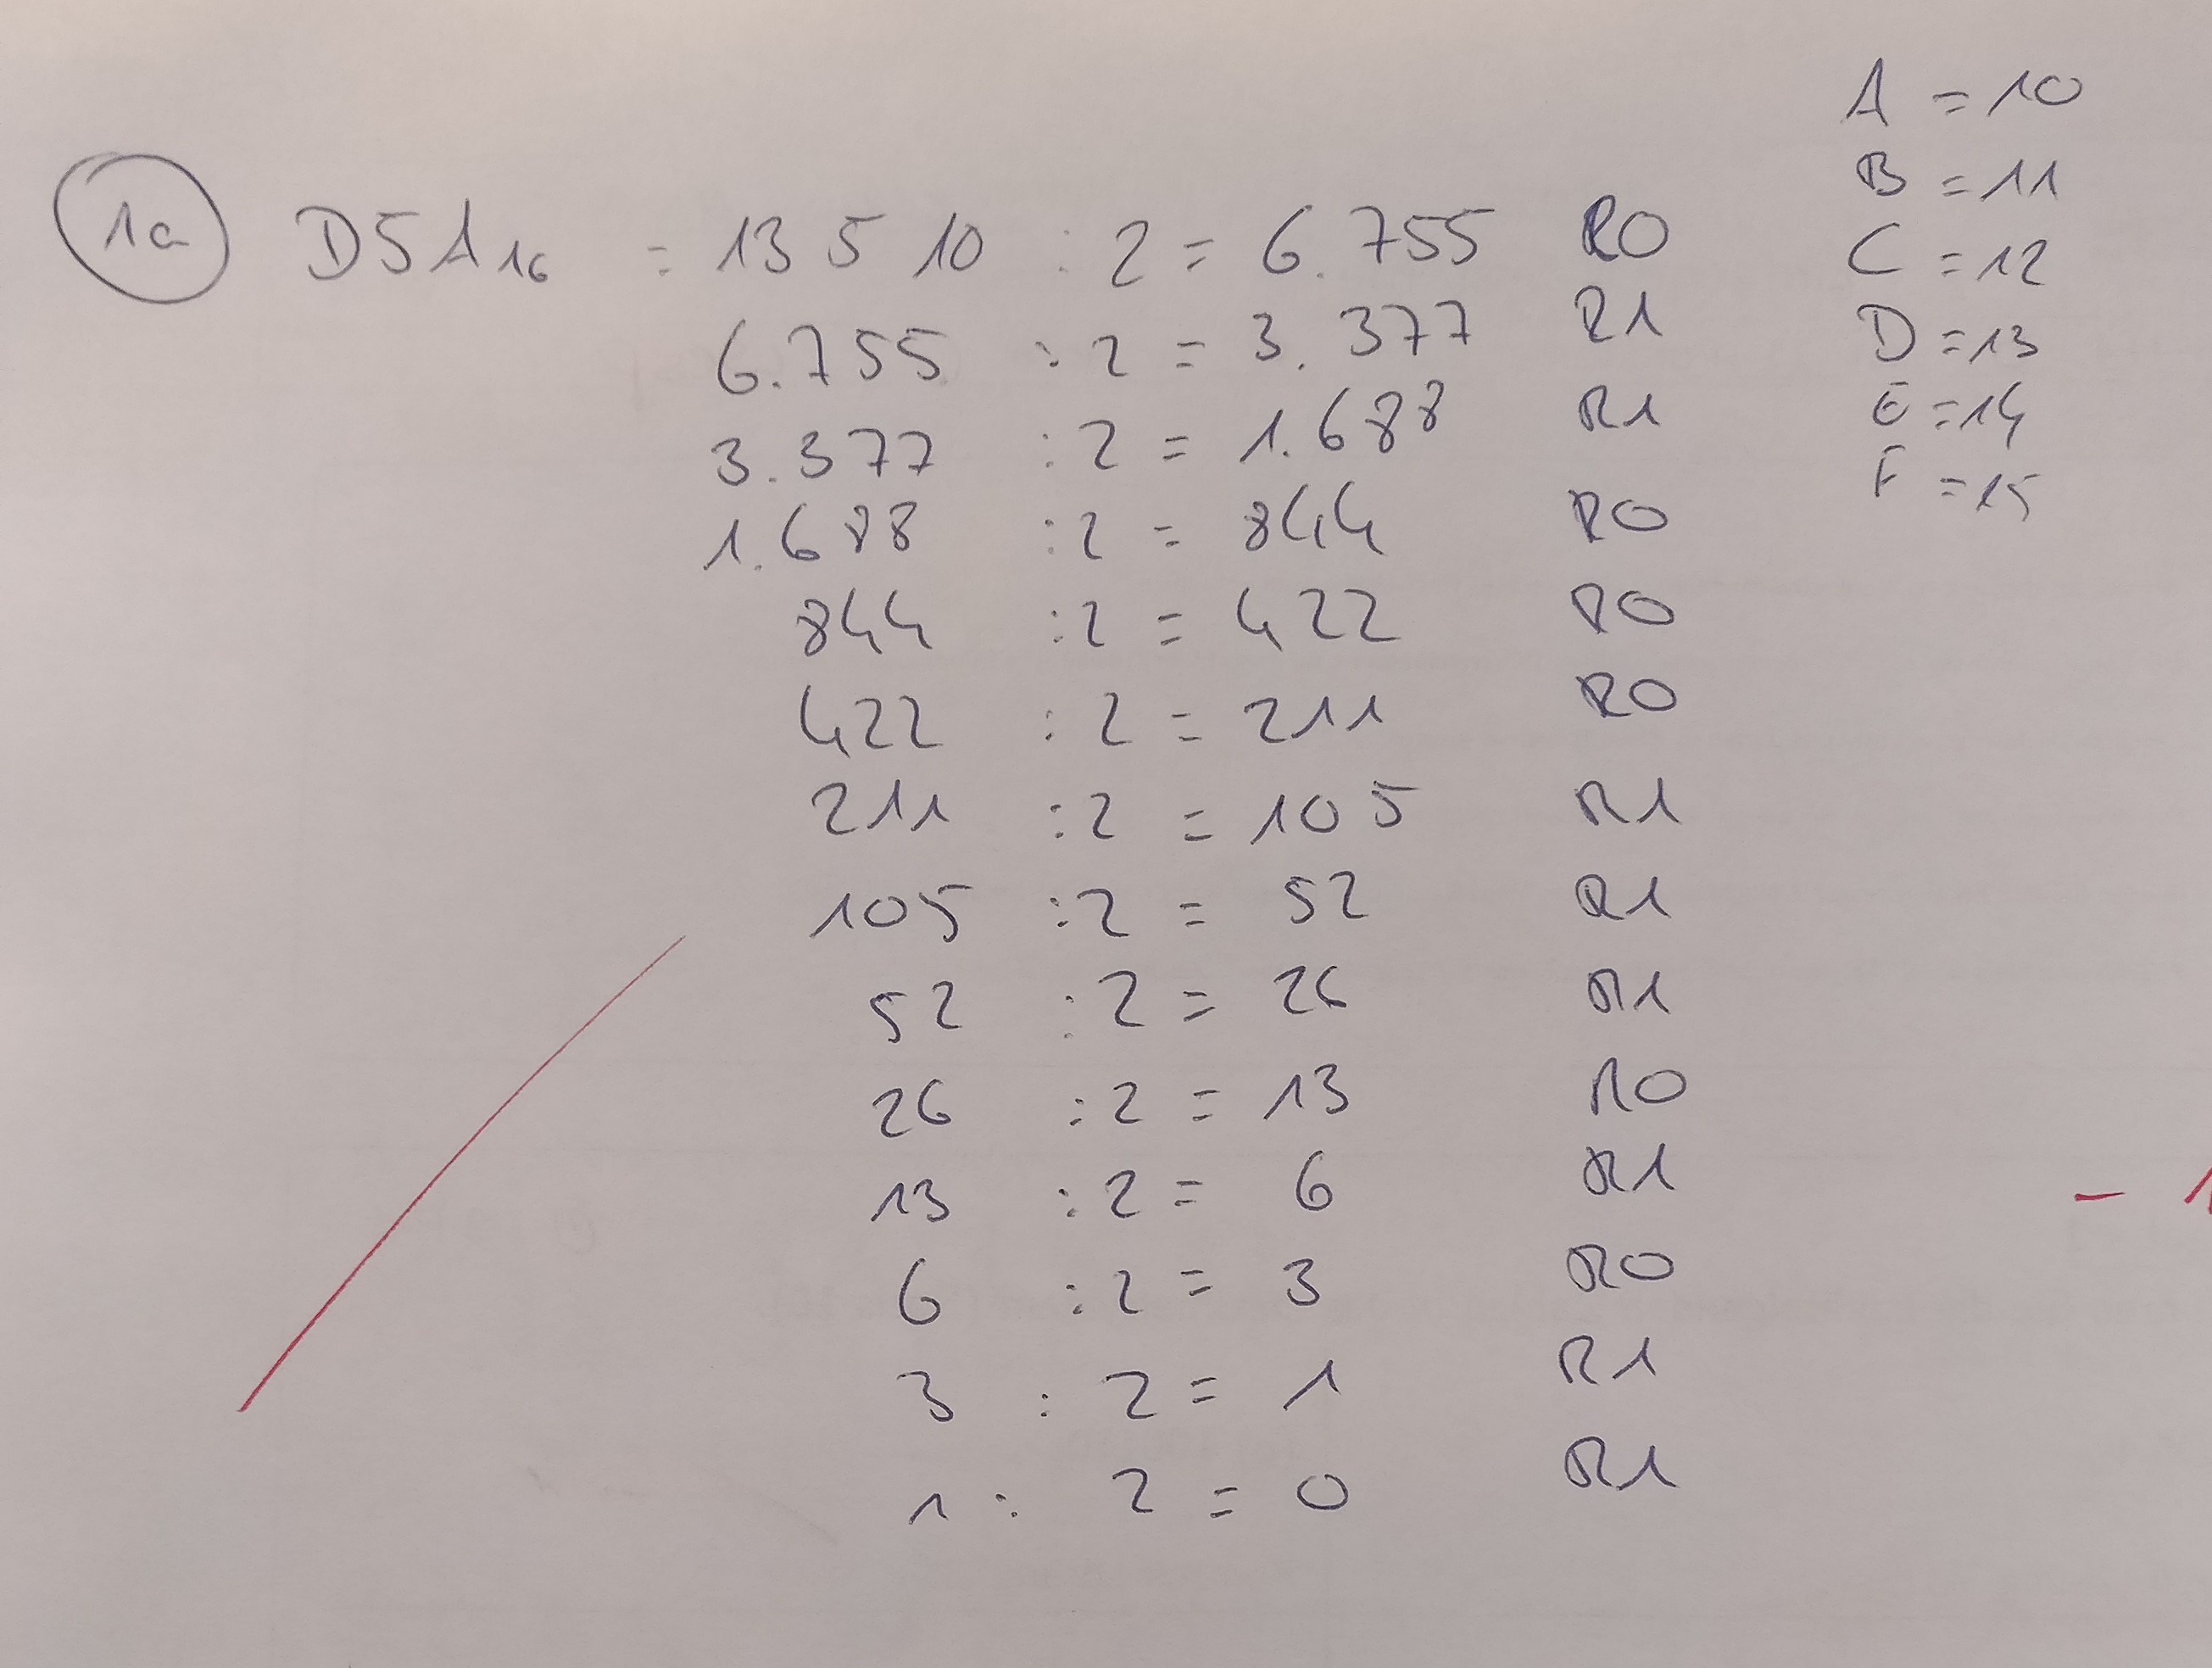 1a D5A16 = 13 5 10 : 2 = 6.755 R0
6.755 : 2 = 3.377 R1
3.377 : 2 = 1.688 R1
1.688 : 2 = 844 R0
844 : 2 = 422 R0
422 : 2 = 211 R0
211 : 2 = 105 R1
105 : 2 = 52 R1
52 : 2 = 26 R1
26 : 2 = 13 R0
13 : 2 = 6 R1
6 : 2 = 3 R0
3 : 2 = 1 R1
1 : 2 = 0 R1
A = 10
B = 11
C = 12
D = 13
E = 14
F = 15
- 1